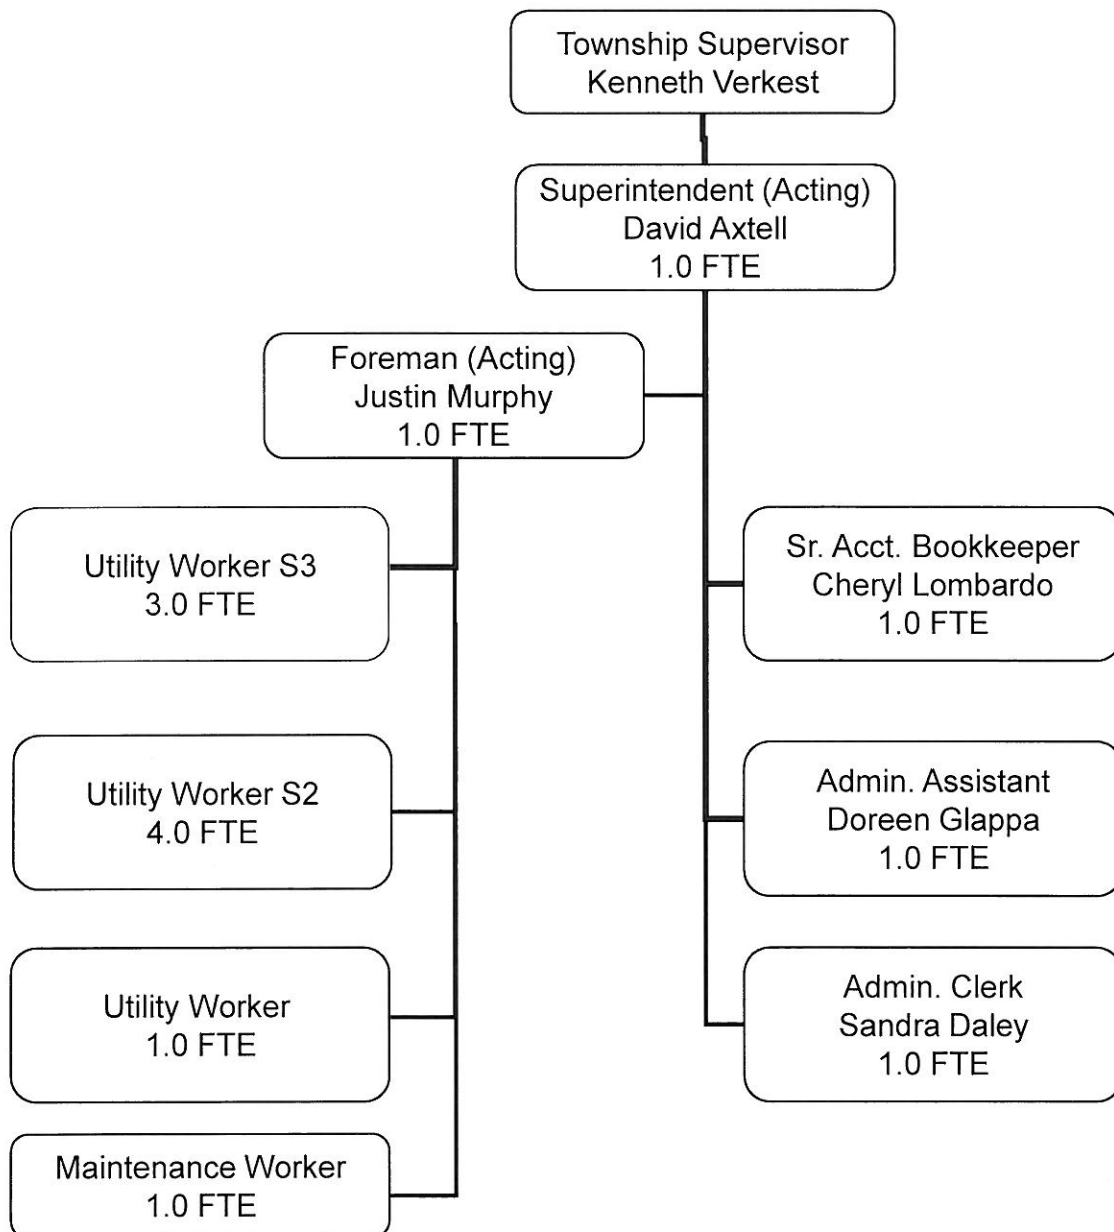 Township Supervisor
Kenneth Verkest
Superintendent (Acting)
David Axtell
1.0 FTE
Foreman (Acting)
Justin Murphy
1.0 FTE
Utility Worker S3
3.0 FTE
Utility Worker S2
4.0 FTE
Utility Worker
1.0 FTE
Maintenance Worker
1.0 FTE
Sr. Acct. Bookkeeper
Cheryl Lombardo
1.0 FTE
Admin. Assistant
Doreen Glappa
1.0 FTE
Admin. Clerk
Sandra Daley
1.0 FTE